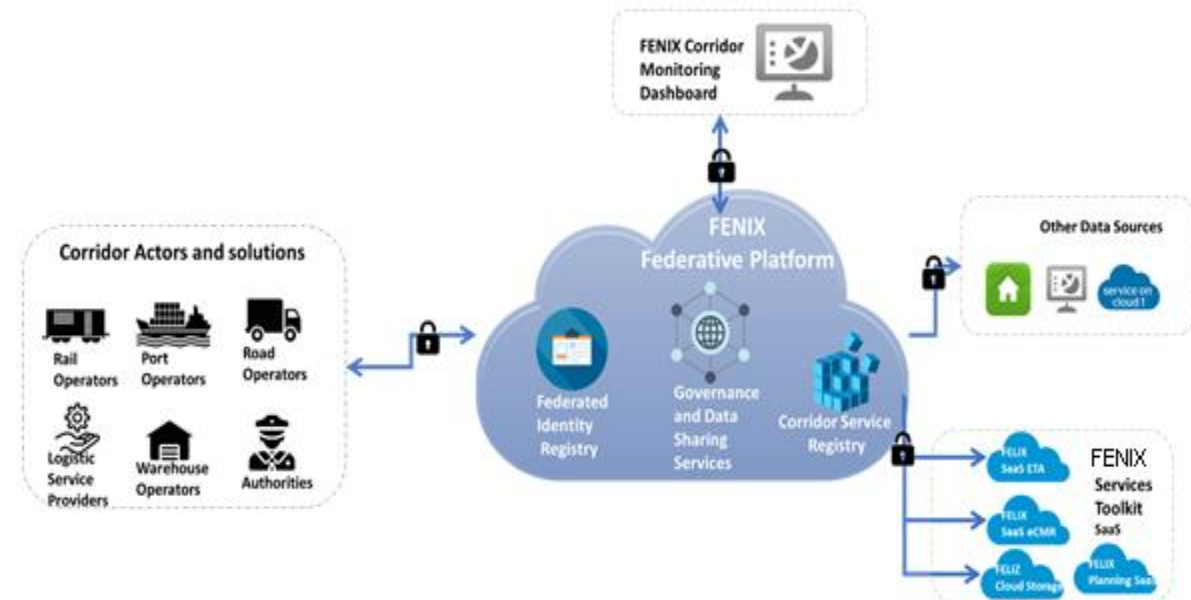 FENIX Corridor
Monitoring
Dashboard
FENIX
Federative Platform
Other Data Sources
service on
cloud !
Corridor Actors and solutions
Rail
Operators
Port
Operators
Road
Operators
Logistic
Service
Providers
Warehouse
Operators
Authorities
Federated
Identity
Registry
Governance
and Data
Sharing
Services
Corridor Service
Registry
FELIX
SaaS ETA
FENIX
Services
Toolkit
SaaS
FELIX
SaaS eCMR
FELIZ
Cloud Storage
FELIX
Planning SaaS